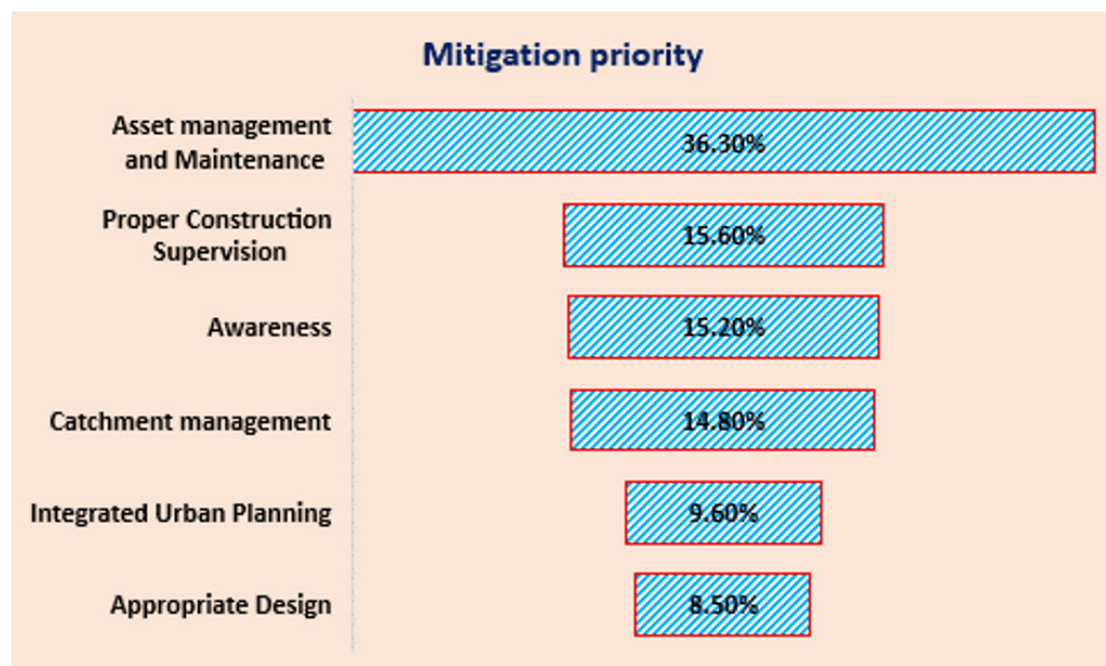 Mitigation priority
Asset management
and Maintenance
36.30%
Proper Construction
Supervision
15.60%
Awareness
15.20%
Catchment management
14.80%
Integrated Urban Planning
9.60%
Appropriate Design
8.50%